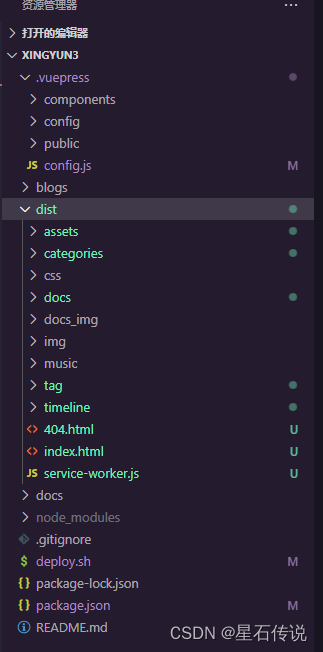 资源管理器
打开的编辑器
XINGYUN3
.vuepress
components
config
public
JS config.js M
blogs
dist
assets
categories
css
docs
docs_img
img
music
tag
timeline
404.html U
index.html U
JS service-worker.js U
docs
node_modules
.gitignore
$ deploy.sh M
{} package-lock.json
{} package.json M
README.md
CSDN @星石传说